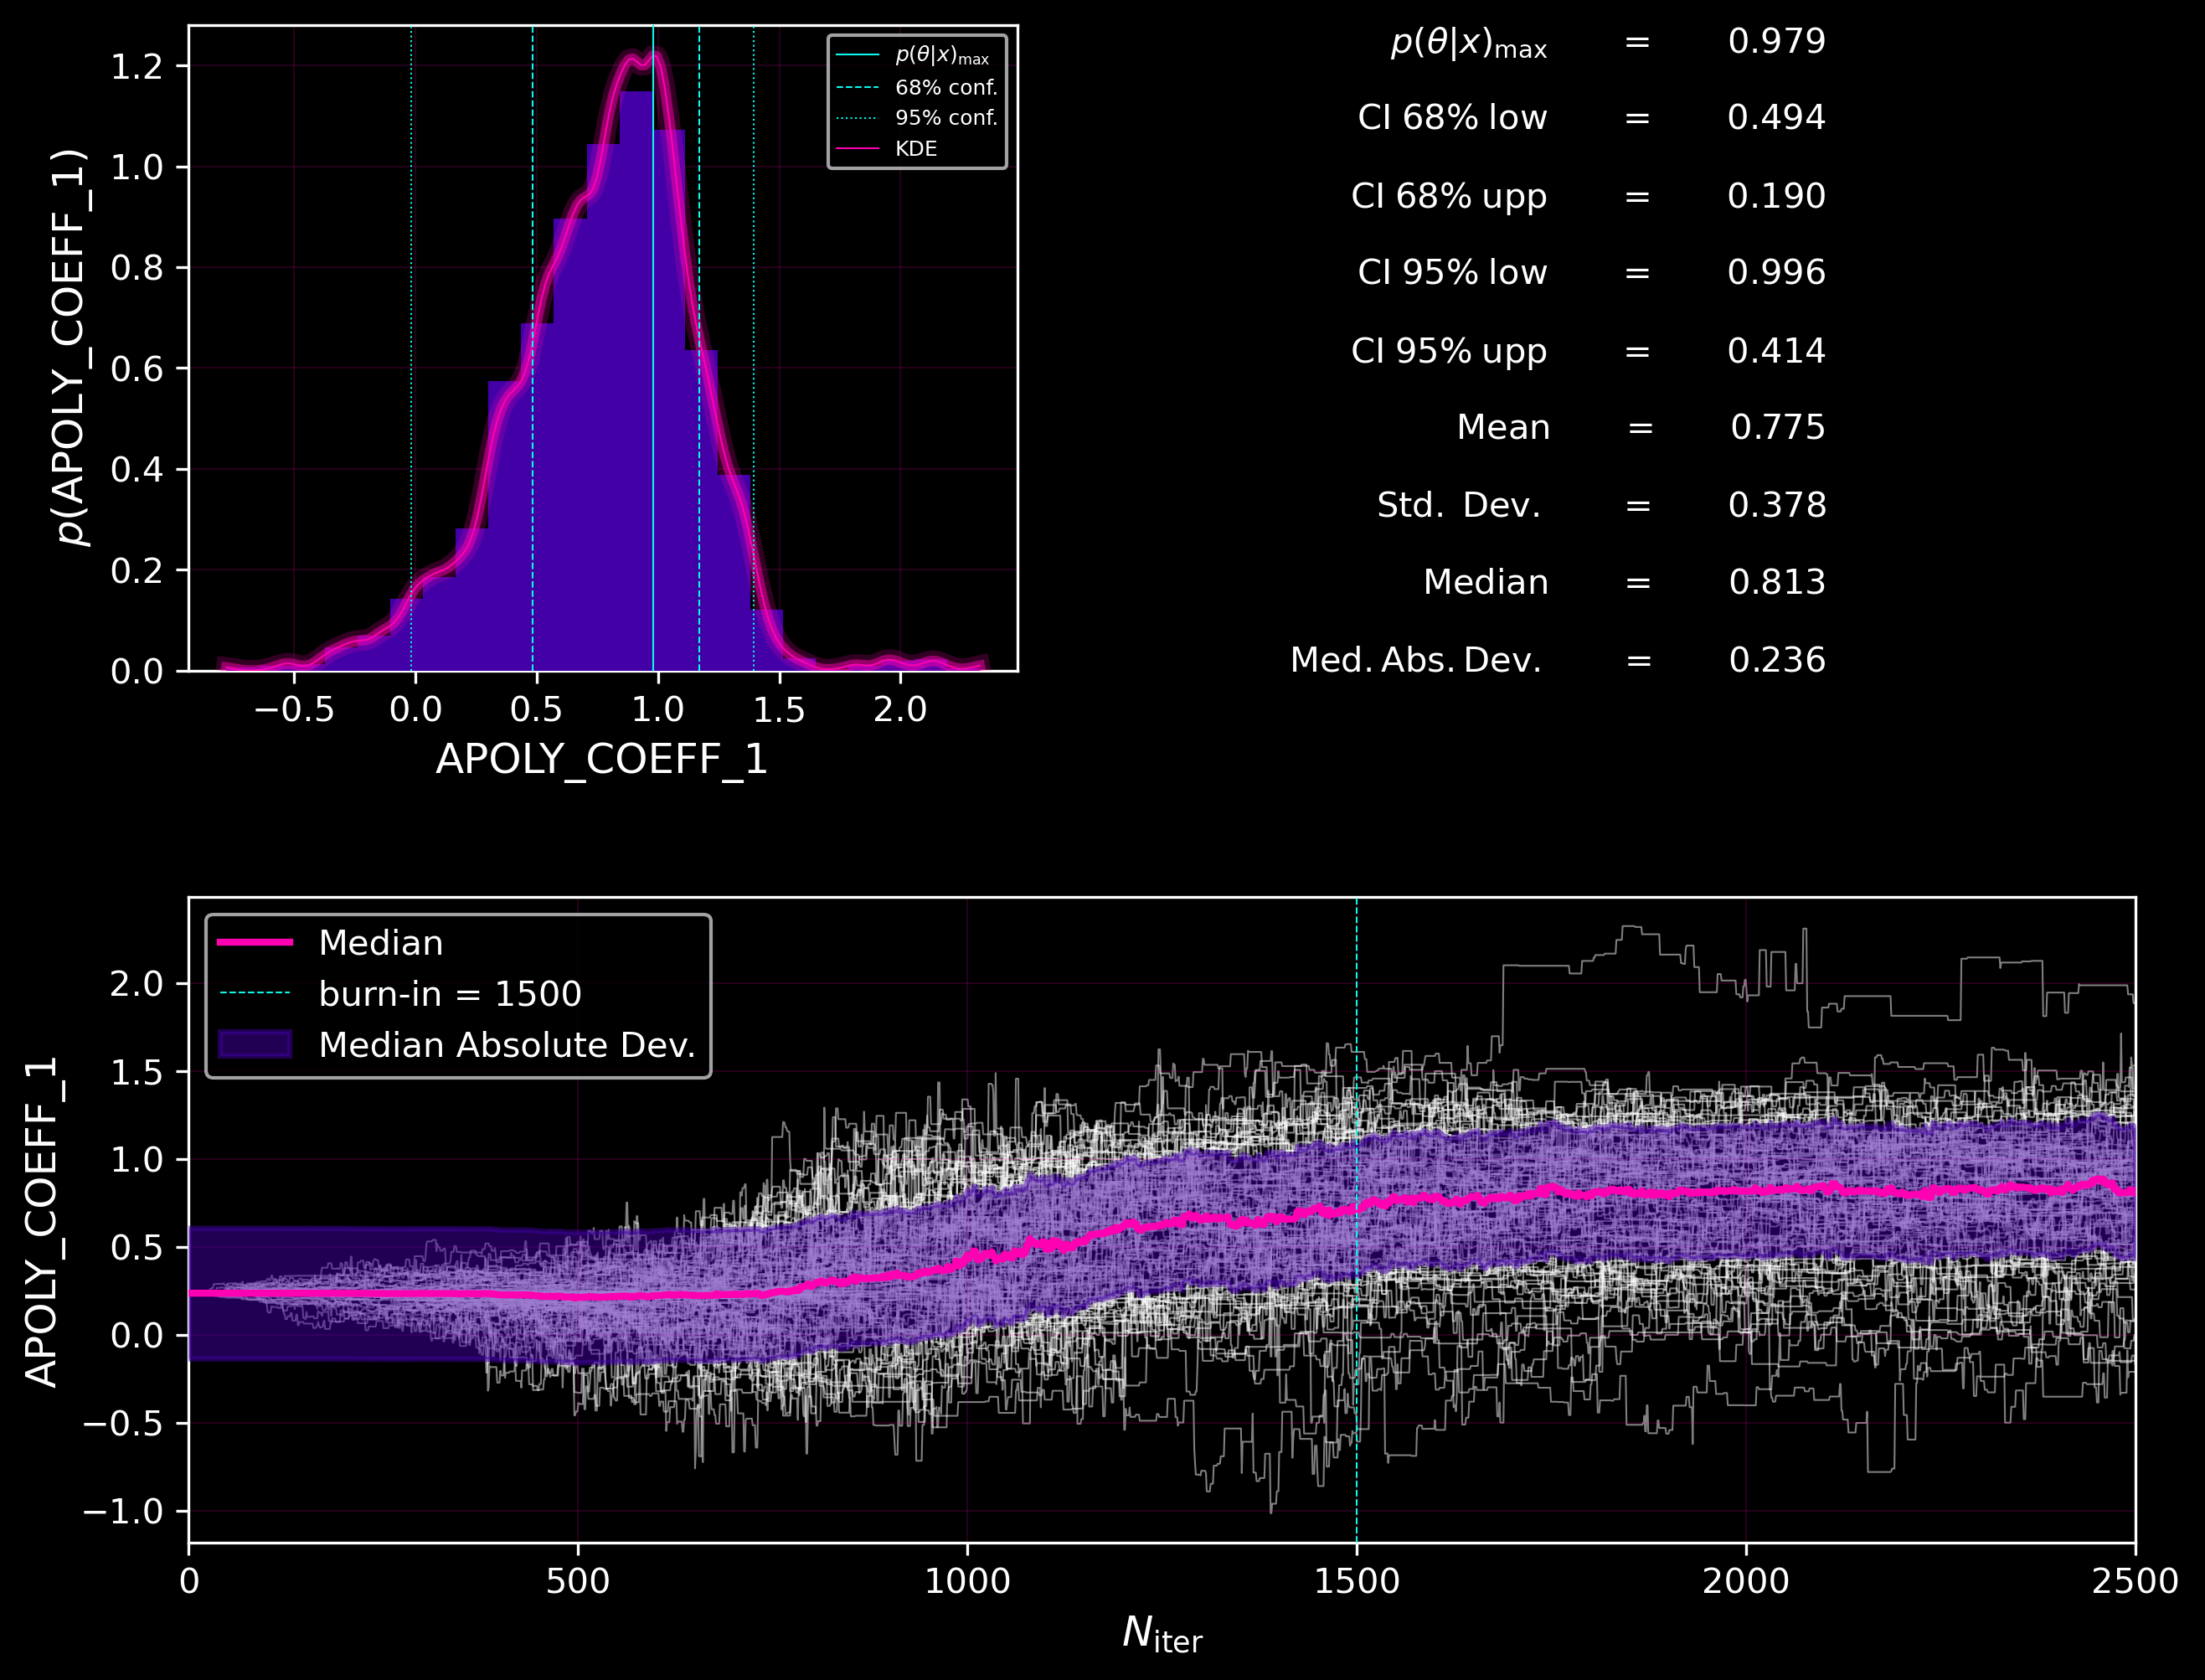 p(APOLY_COEFF_1)
1.2
1.0
0.8
0.6
0.4
0.2
0.0
−0.5 0.0 0.5 1.0 1.5 2.0
APOLY_COEFF_1
p(θ|x)max
68% conf.
95% conf.
KDE
p(θ|x)max = 0.979
CI 68% low = 0.494
CI 68% upp = 0.190
CI 95% low = 0.996
CI 95% upp = 0.414
Mean = 0.775
Std. Dev. = 0.378
Median = 0.813
Med. Abs. Dev. = 0.236
APOLY_COEFF_1
2.0
1.5
1.0
0.5
0.0
−0.5
−1.0
Median
burn-in = 1500
Median Absolute Dev.
0 500 1000 1500 2000 2500
Niter